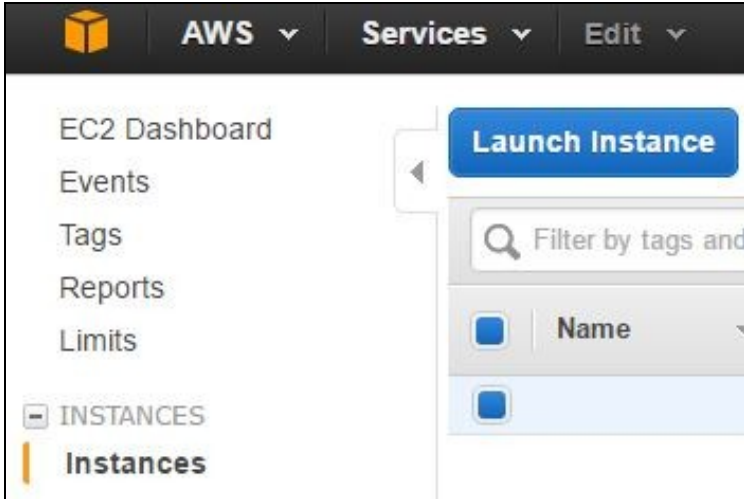 AWS Services Edit
EC2 Dashboard
Events
Tags
Reports
Limits
INSTANCES
Instances
Launch Instance
Filter by tags and
Name